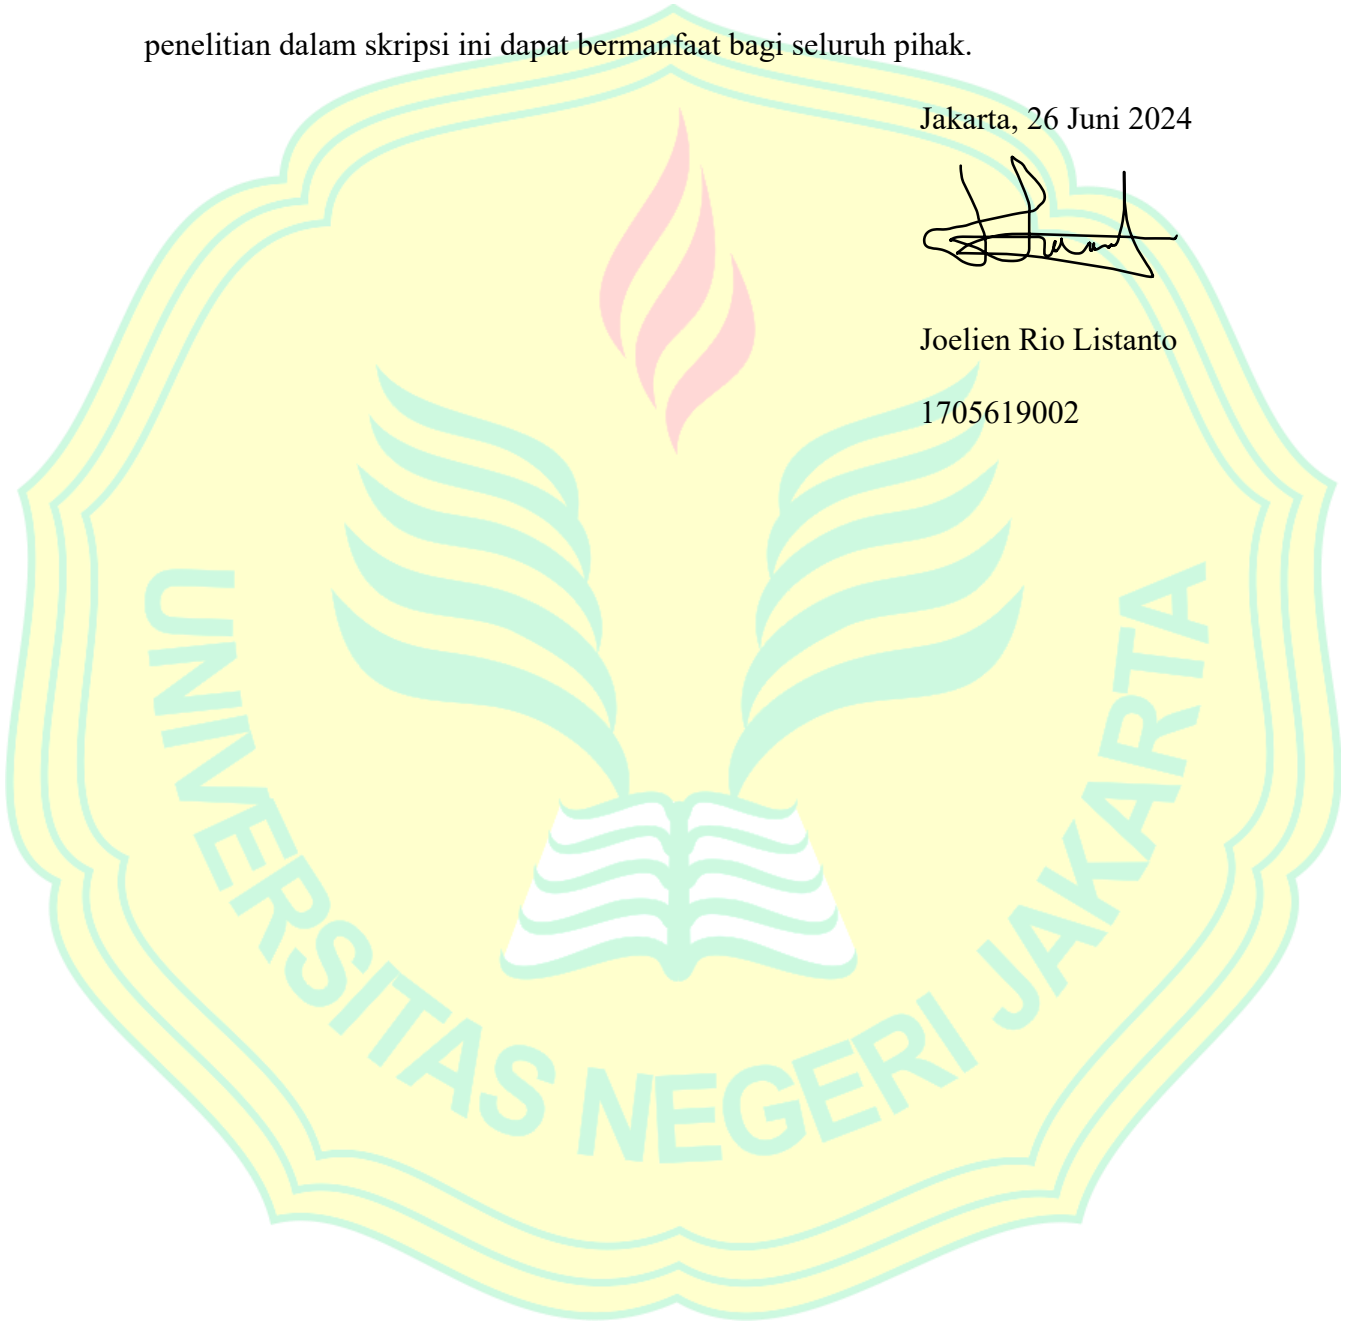 penelitian dalam skripsi ini dapat bermanfaat bagi seluruh pihak.
Jakarta, 26 Juni 2024
Joelien Rio Listanto
1705619002
UNIVERSITAS NEGERI JAKARTA